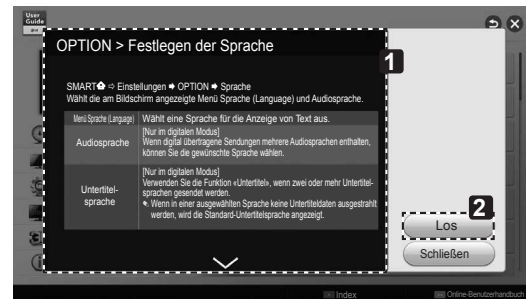 User
Guide
OPTION > Festlegen der Sprache
1
SMART ⇨ Einstellungen ➡ OPTION ➡ Sprache
Wählt die am Bildschirm angezeigte Menü Sprache (Language) und Audiosprache.
Menü Sprache (Language) Wählt eine Sprache für die Anzeige von Text aus.
Audiosprache
[Nur im digitalen Modus]
Wenn digital übertragene Sendungen mehrere Audiosprachen enthalten,
können Sie die gewünschte Sprache wählen.
Untertitel-
sprache
[Nur im digitalen Modus]
Verwenden Sie die Funktion «Untertitel», wenn zwei oder mehr Untertitel-
sprachen gesendet werden.
Wenn in einer ausgewählten Sprache keine Untertiteldaten ausgestrahlt
werden, wird die Standard-Untertitelsprache angezeigt.
2
Los
Schließen
Index
Online-Benutzerhandbuch